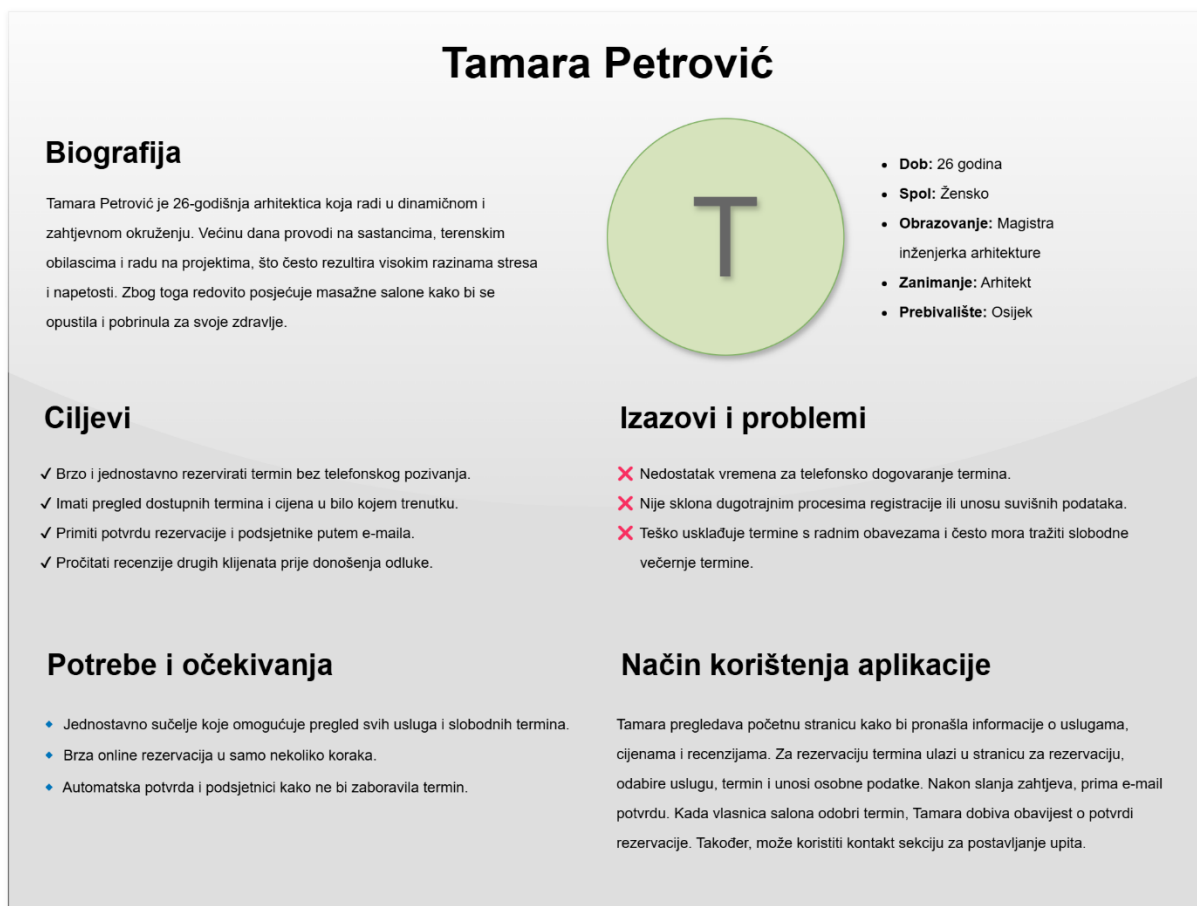 Tamara Petrović
Biografija
Tamara Petrović je 26-godišnja arhitektica koja radi u dinamičnom i
zahtjevnom okruženju. Većinu dana provodi na sastancima, terenskim
obilascima i radu na projektima, što često rezultira visokim razinama stresa
i napetosti. Zbog toga redovito posjećuje masažne salone kako bi se
opustila i pobrinula za svoje zdravlje.
T
• Dob: 26 godina
• Spol: Žensko
• Obrazovanje: Magistra
inženjerka arhitekture
• Zanimanje: Arhitekt
• Prebivalište: Osijek
Ciljevi
✓ Brzo i jednostavno rezervirati termin bez telefonskog pozivanja.
✓ Imati pregled dostupnih termina i cijena u bilo kojem trenutku.
✓ Primiti potvrdu rezervacije i podsjetnike putem e-maila.
✓ Pročitati recenzije drugih klijenata prije donošenja odluke.
Izazovi i problemi
❌ Nedostatak vremena za telefonsko dogovaranje termina.
❌ Nije sklona dugotrajnim procesima registracije ili unosu suvišnih podataka.
❌ Teško usklađuje termine s radnim obavezama i često mora tražiti slobodne
večernje termine.
Potrebe i očekivanja
🔹 Jednostavno sučelje koje omogućuje pregled svih usluga i slobodnih termina.
🔹 Brza online rezervacija u samo nekoliko koraka.
🔹 Automatska potvrda i podsjetnici kako ne bi zaboravila termin.
Način korištenja aplikacije
Tamara pregledava početnu stranicu kako bi pronašla informacije o uslugama,
cijenama i recenzijama. Za rezervaciju termina ulazi u stranicu za rezervaciju,
odabire uslugu, termin i unosi osobne podatke. Nakon slanja zahtjeva, prima e-mail
potvrdu. Kada vlasnica salona odobri termin, Tamara dobiva obavijest o potvrdi
rezervacije. Također, može koristiti kontakt sekciju za postavljanje upita.